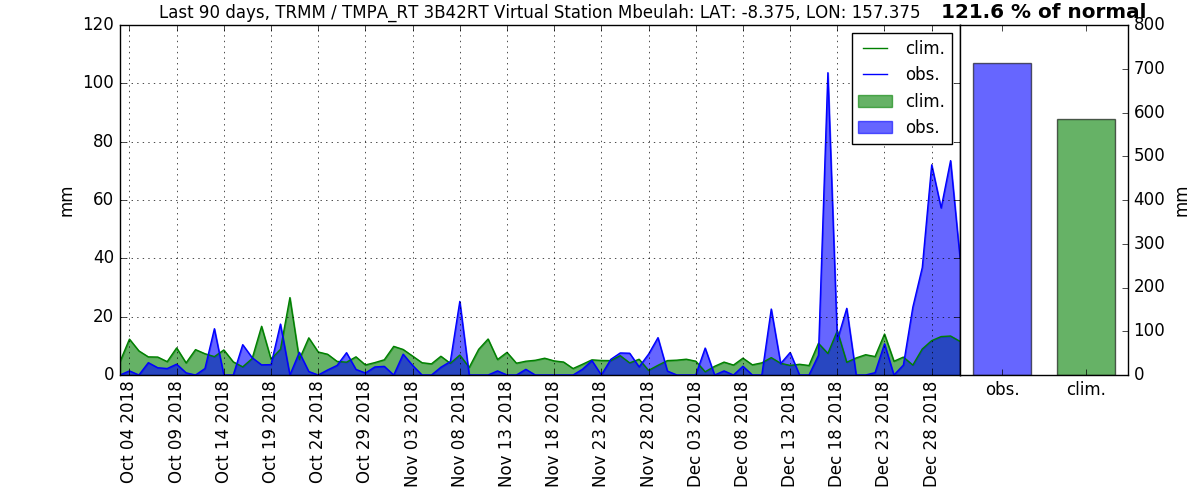 Last 90 days, TRMM / TMPA_RT 3B42RT Virtual Station Mbeulah: LAT: -8.375, LON: 157.375
121.6 % of normal
clim.
obs.
clim.
obs.
mm
120
100
80
60
40
20
0
Oct 04 2018
Oct 09 2018
Oct 14 2018
Oct 19 2018
Oct 24 2018
Oct 29 2018
Nov 03 2018
Nov 08 2018
Nov 13 2018
Nov 18 2018
Nov 23 2018
Nov 28 2018
Dec 03 2018
Dec 08 2018
Dec 13 2018
Dec 18 2018
Dec 23 2018
Dec 28 2018
800
700
600
500
400
300
200
100
0
mm
obs.
clim.